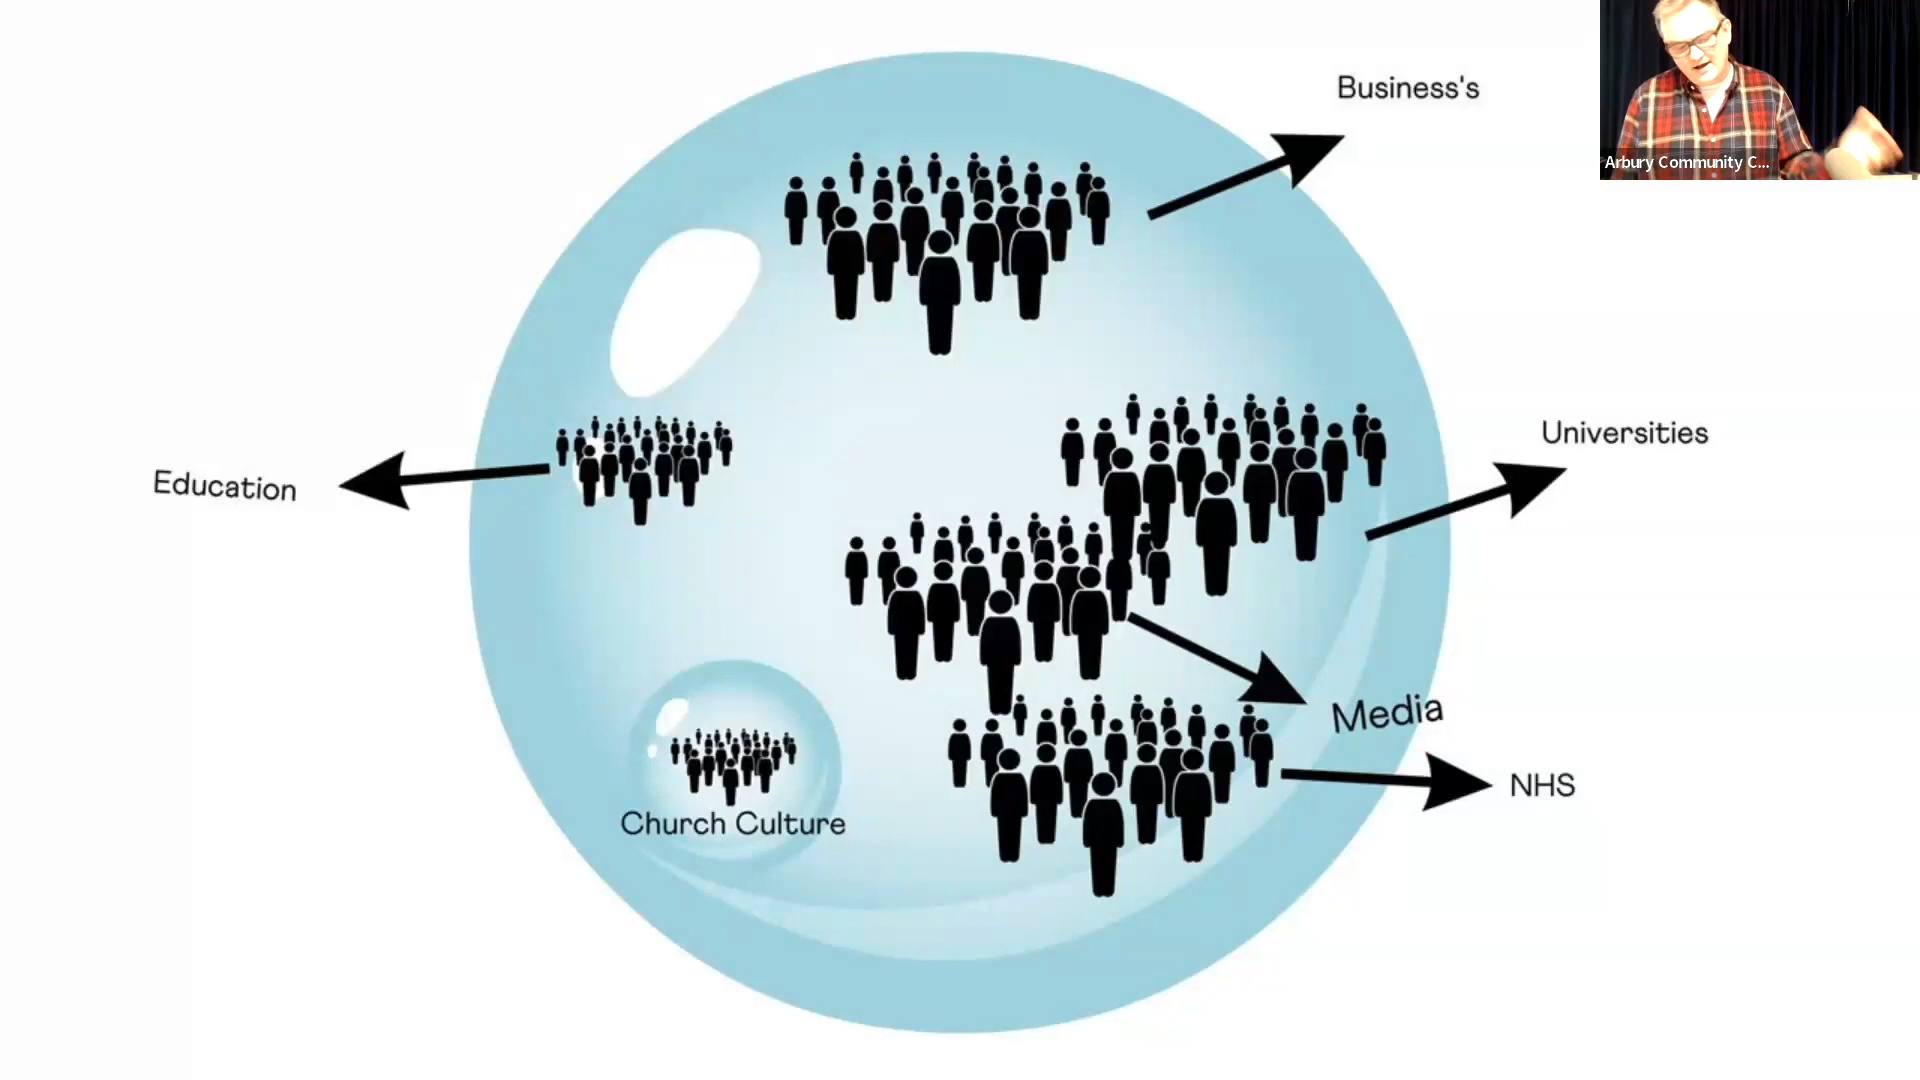 Business's
Arbury Community C...
Universities
Education
Media
NHS
Church Culture